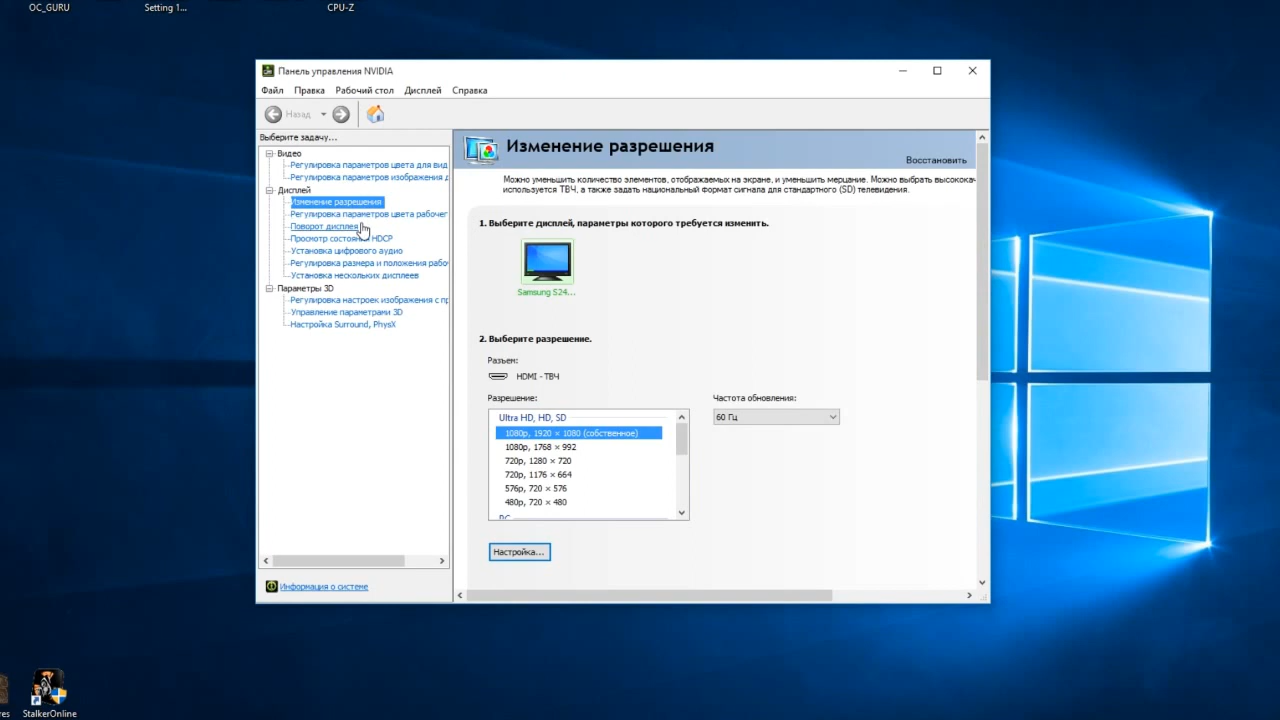 OC_GURU
Setting 1...
CPU-Z
Панель управления NVIDIA
Файл Правка Рабочий стол Дисплей Справка
Назад
Выберите задачу...
Видео
Регулировка параметров цвета для вид
Регулировка параметров изображения д
Дисплей
Изменение разрешения
Регулировка параметров цвета рабочег
Поворот дисплея
Просмотр состоян HDCP
Установка цифрового аудио
Регулировка размера и положения рабо
Установка нескольких дисплеев
Параметры 3D
Регулировка настроек изображения с пр
Управление параметрами 3D
Настройка Surround, PhysX
Информация о системе
Изменение разрешения
Восстановить
Можно уменьшить количество элементов, отображаемых на экране, и уменьшить мерцание. Можно выбрать высококач
используется ТВЧ, а также задать национальный формат сигнала для стандартного (SD) телевидения.
1. Выберите дисплей, параметры которого требуется изменить.
Samsung S24...
2. Выберите разрешение.
Разъем:
HDMI - ТВЧ
Разрешение:
Частота обновления:
Ultra HD, HD, SD
60 Гц
1080p, 1920 × 1080 (собственное)
1080p, 1768 × 992
720p, 1280 × 720
720p, 1176 × 664
576p, 720 × 576
480p, 720 × 480
PC
Настройка...
res
StalkerOnline